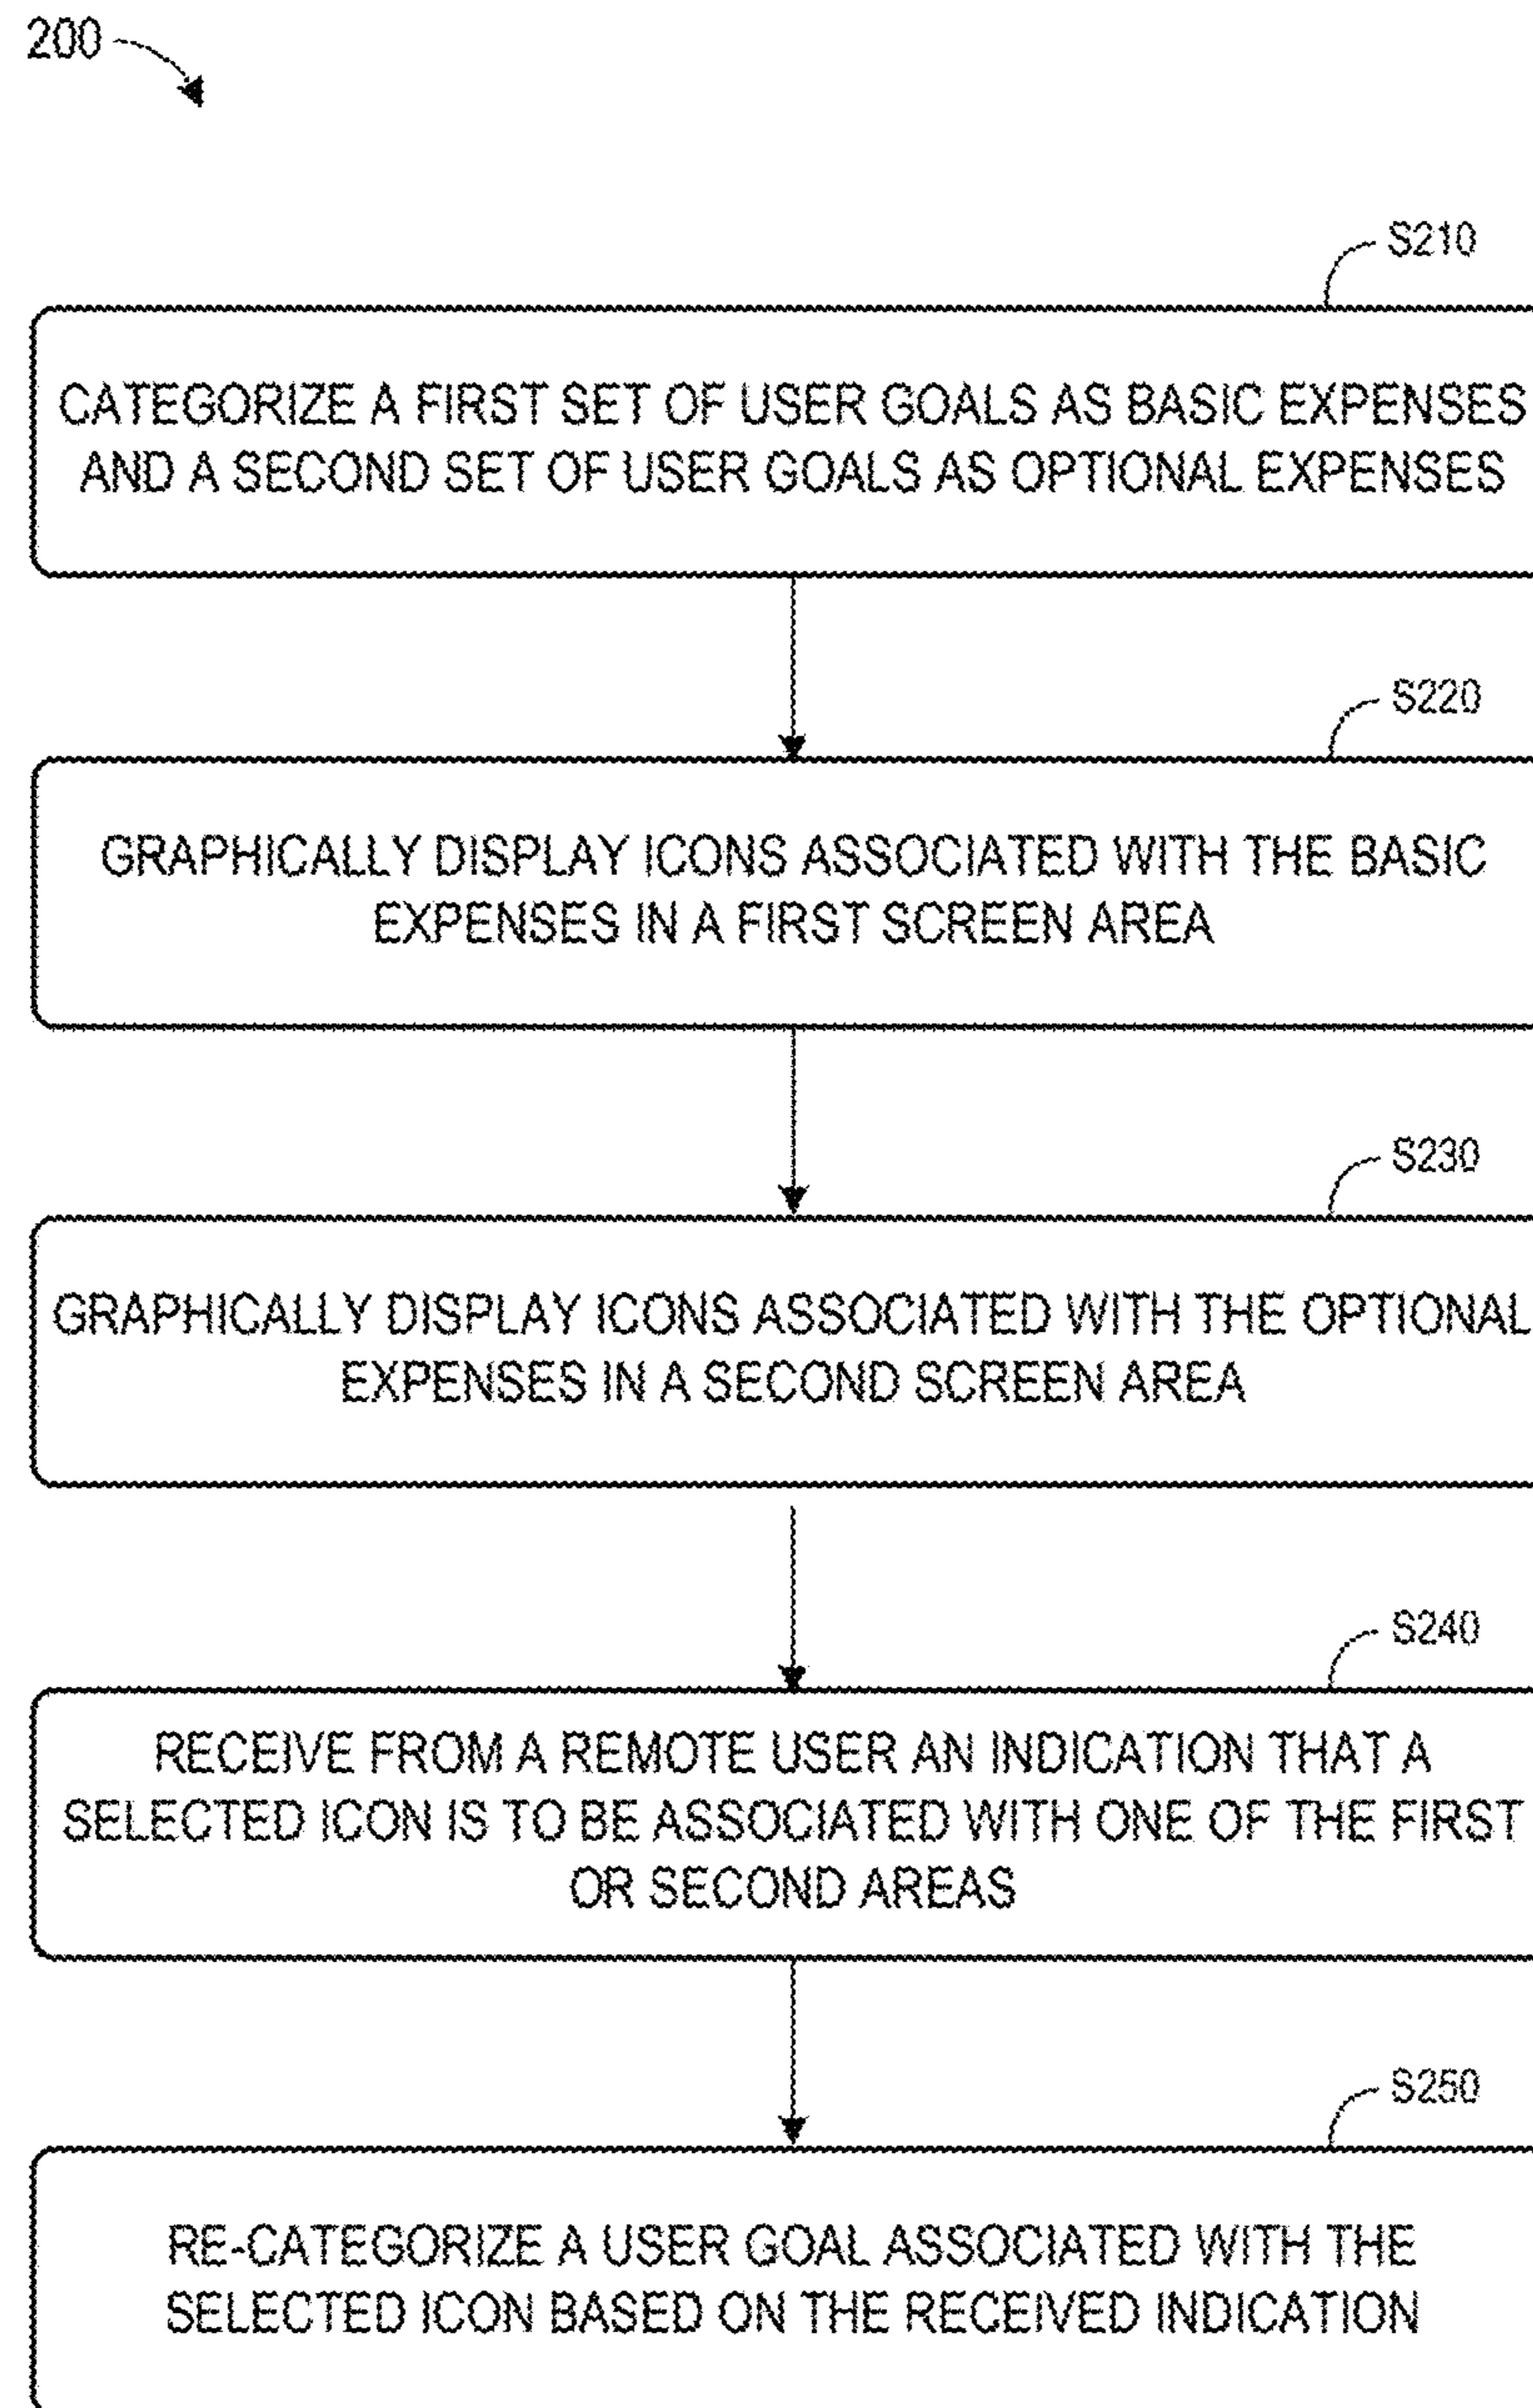 200
S210
CATEGORIZE A FIRST SET OF USER GOALS AS BASIC EXPENSES
AND A SECOND SET OF USER GOALS AS OPTIONAL EXPENSES
S220
GRAPHICALLY DISPLAY ICONS ASSOCIATED WITH THE BASIC
EXPENSES IN A FIRST SCREEN AREA
S230
GRAPHICALLY DISPLAY ICONS ASSOCIATED WITH THE OPTIONAL
EXPENSES IN A SECOND SCREEN AREA
S240
RECEIVE FROM A REMOTE USER AN INDICATION THAT A
SELECTED ICON IS TO BE ASSOCIATED WITH ONE OF THE FIRST
OR SECOND AREAS
S250
RE-CATEGORIZE A USER GOAL ASSOCIATED WITH THE
SELECTED ICON BASED ON THE RECEIVED INDICATION